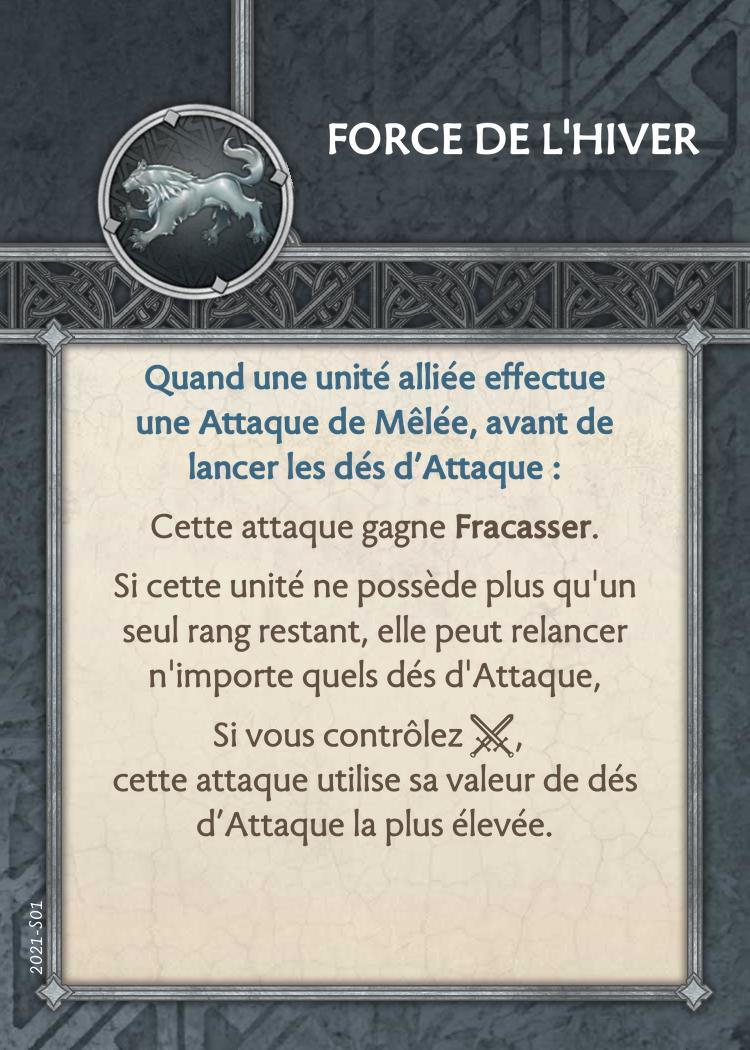 FORCE DE L'HIVER
Quand une unité alliée effectue
une Attaque de Mêlée, avant de
lancer les dés d’Attaque :
Cette attaque gagne Fracasser.
Si cette unité ne possède plus qu'un
seul rang restant, elle peut relancer
n'importe quels dés d'Attaque,
Si vous contrôlez ,
cette attaque utilise sa valeur de dés
d’Attaque la plus élevée.
2021-S01